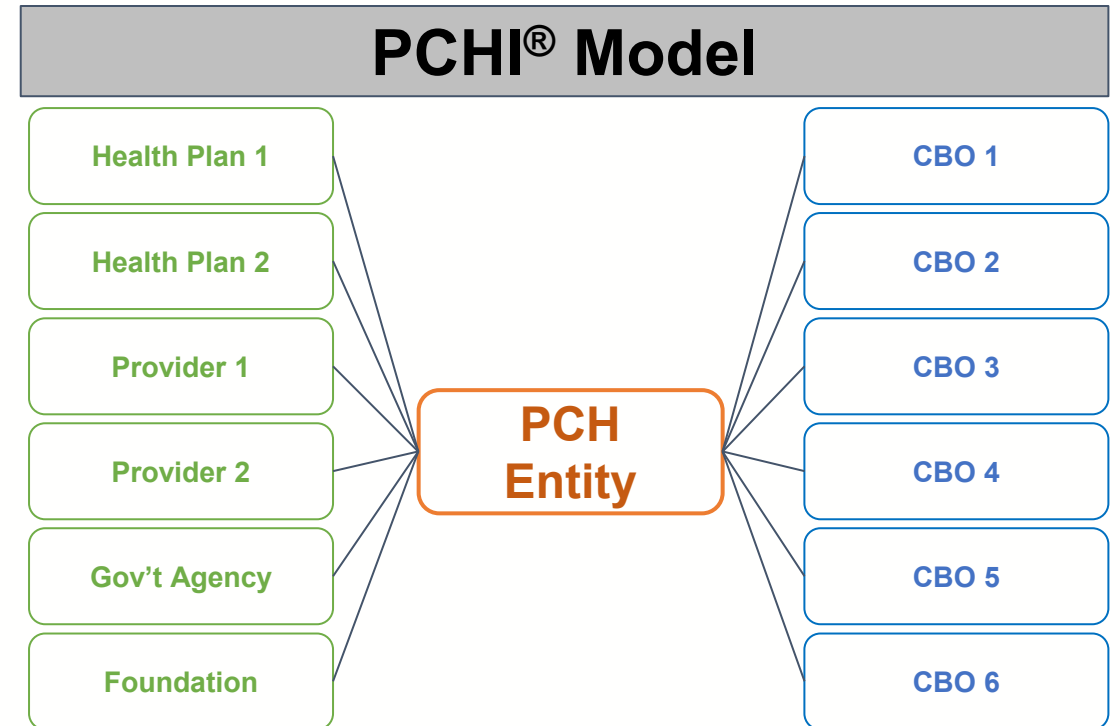 PCHI® Model
Health Plan 1
Health Plan 2
Provider 1
Provider 2
Gov’t Agency
Foundation
PCH
Entity
CBO 1
CBO 2
CBO 3
CBO 4
CBO 5
CBO 6